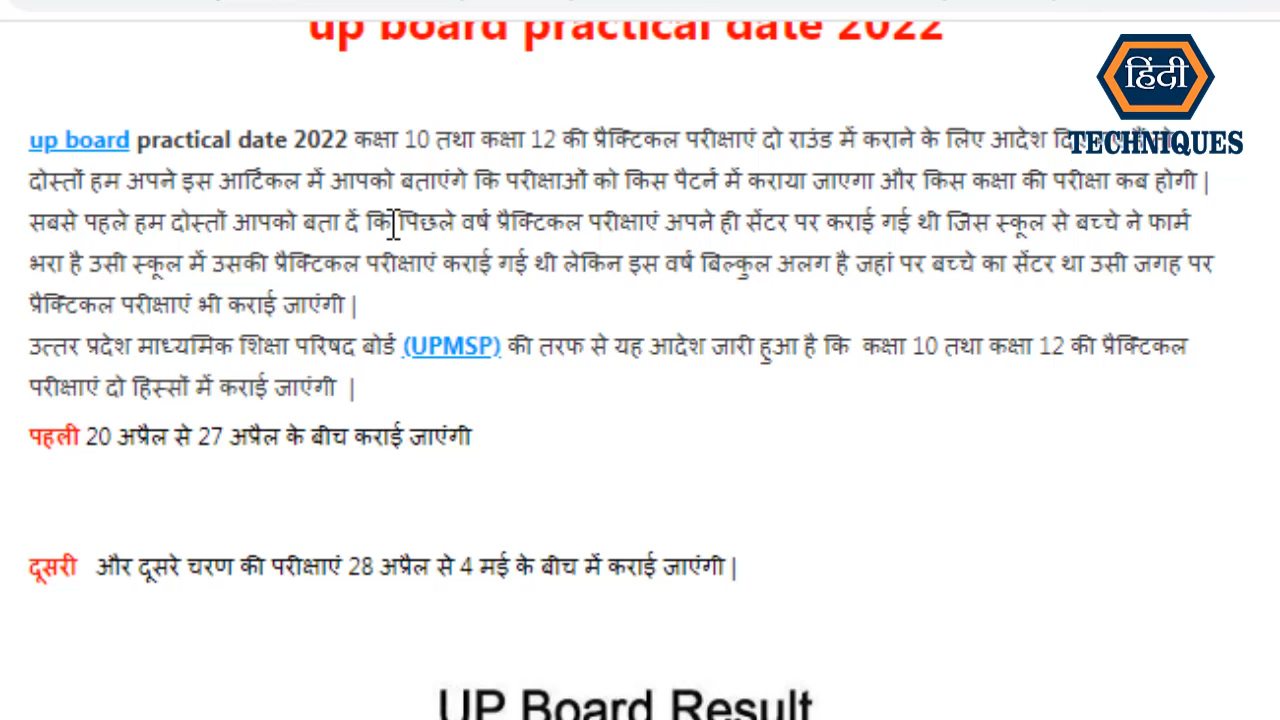 up board practical date 2022
हिंदी
TECHNIQUES
up board practical date 2022 कक्षा 10 तथा कक्षा 12 की प्रैक्टिकल परीक्षाएं दो राउंड में कराने के लिए आदेश
दोस्तों हम अपने इस आर्टिकल में आपको बताएंगे कि परीक्षाओं को किस पैटर्न में कराया जाएगा और किस कक्षा की परीक्षा कब होगी |
सबसे पहले हम दोस्तों आपको बता दें कि पिछले वर्ष प्रैक्टिकल परीक्षाएं अपने ही सेंटर पर कराई गई थी जिस स्कूल से बच्चे ने फार्म
भरा है उसी स्कूल में उसकी प्रैक्टिकल परीक्षाएं कराई गई थी लेकिन इस वर्ष बिल्कुल अलग है जहां पर बच्चे का सेंटर था उसी जगह पर
प्रैक्टिकल परीक्षाएं भी कराई जाएंगी |
उत्तर प्रदेश माध्यमिक शिक्षा परिषद बोर्ड (UPMSP) की तरफ से यह आदेश जारी हुआ है कि कक्षा 10 तथा कक्षा 12 की प्रैक्टिकल
परीक्षाएं दो हिस्सों में कराई जाएंगी |
पहली 20 अप्रैल से 27 अप्रैल के बीच कराई जाएंगी
दूसरी और दूसरे चरण की परीक्षाएं 28 अप्रैल से 4 मई के बीच में कराई जाएंगी |
UP Board Result